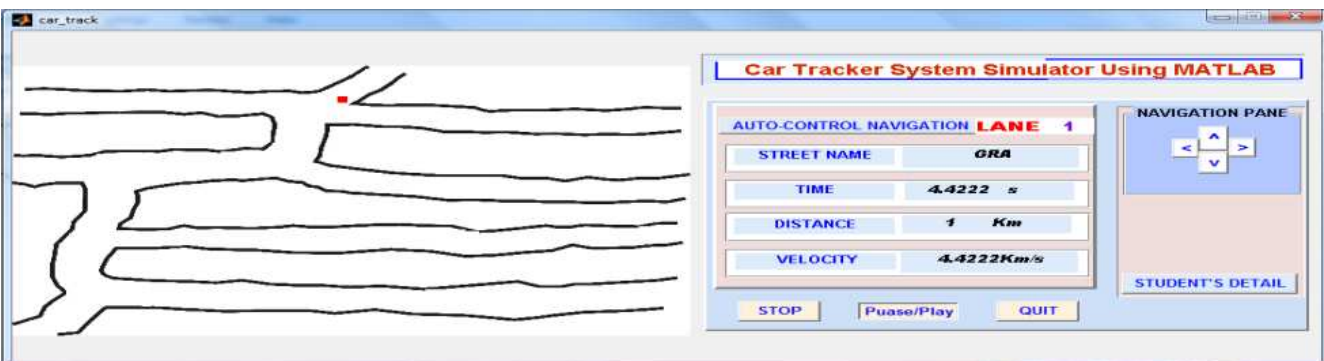 car_track
Car Tracker System Simulator Using MATLAB
AUTO-CONTROL NAVIGATION LANE 1
STREET NAME GRA
TIME 4.4222 s
DISTANCE 1 Km
VELOCITY 4.4222Km/s
NAVIGATION PANE
^
< >
v
STUDENT'S DETAIL
STOP Puase/Play QUIT